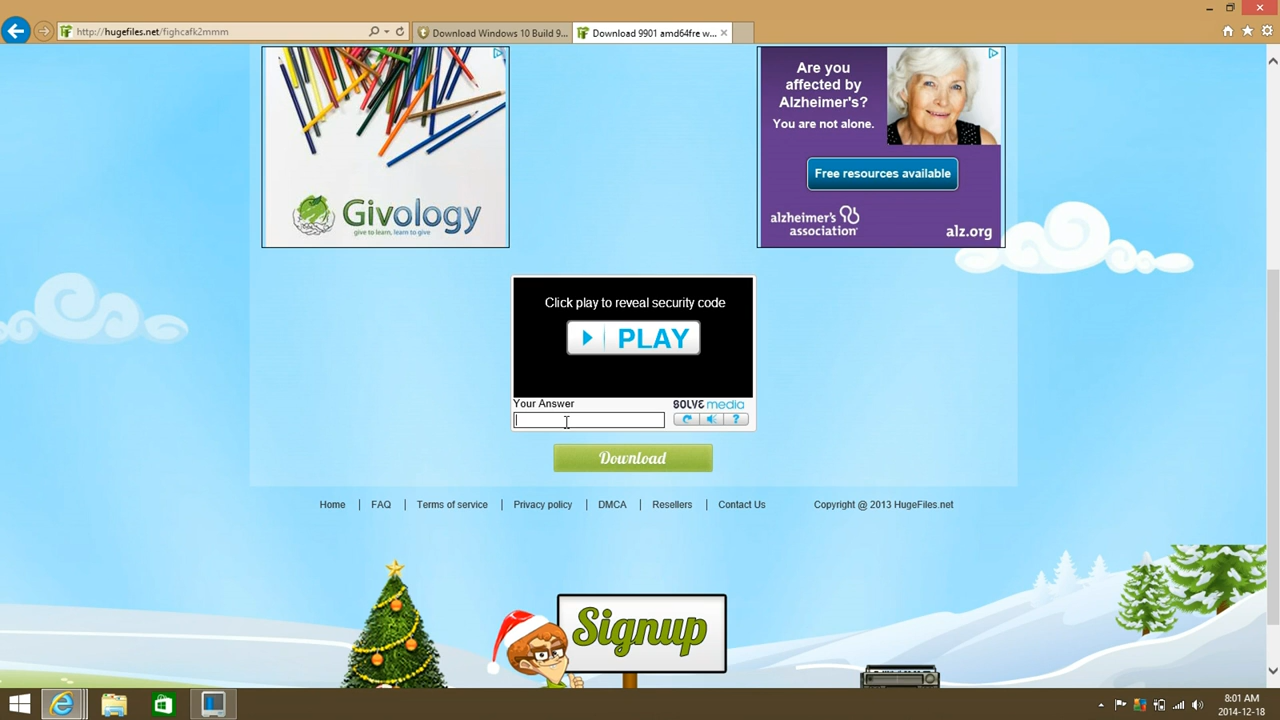 http://hugefiles.net/fighcafk2mmm
Download Windows 10 Build 9...
Download 9901 amd64fre w...
Givology
give to learn, learn to give
Are you
affected by
Alzheimer's?
You are not alone.
Free resources available
alzheimer's
association
alz.org
Click play to reveal security code
PLAY
Your Answer
SOLVE media
?
Download
Home | FAQ | Terms of service | Privacy policy | DMCA | Resellers | Contact Us
Copyright @ 2013 HugeFiles.net
Signup
8:01 AM
2014-12-18